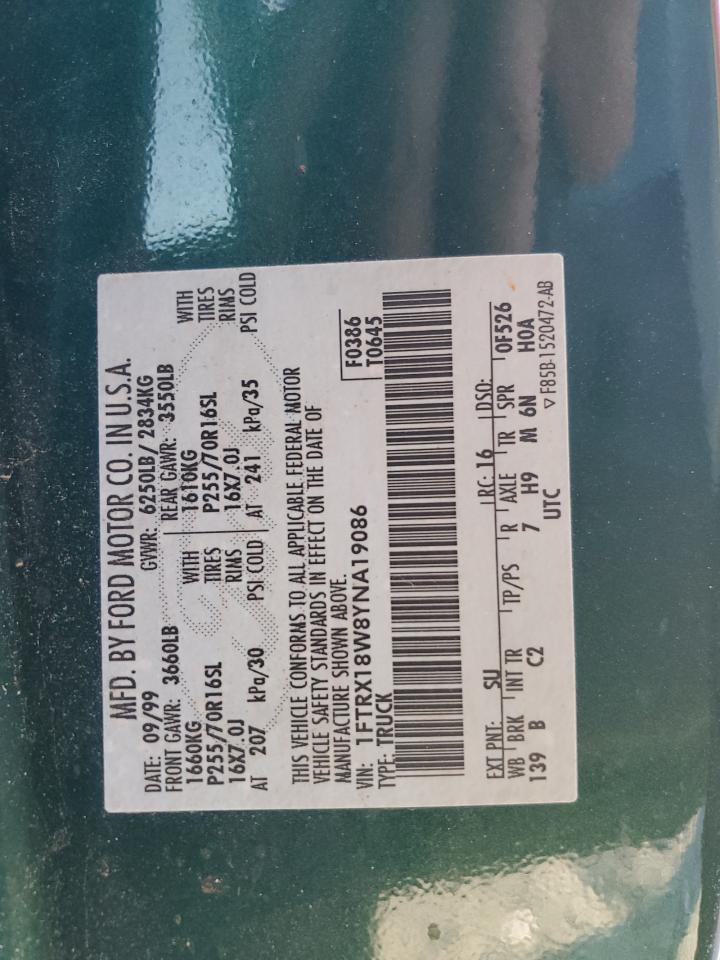 MFD. BY FORD MOTOR CO. IN U.S.A.
DATE: 09/99 GVWR: 6250LB/ 2834KG
FRONT GAWR: 3660LB REAR GAWR: 3550LB
1660KG WITH 1610KG WITH
P255/70R16SL TIRES P255/70R16SL TIRES
16X7.0J RIMS 16X7.0J RIMS
AT 207 kPa/30 PSI COLD AT 241 kPa/35 PSI COLD
THIS VEHICLE CONFORMS TO ALL APPLICABLE FEDERAL MOTOR
VEHICLE SAFETY STANDARDS IN EFFECT ON THE DATE OF
MANUFACTURE SHOWN ABOVE.
VIN: 1FTRX18W8YNA19086 F0386
TYPE: TRUCK T0645
EXT PNT: SU RC: 16 DSO:
WB BRK INT TR TP/PS R AXLE TR SPR 0F526
139 B C2 7 H9 M 6N H0A
UTC
▽ F85B-1520472-AB